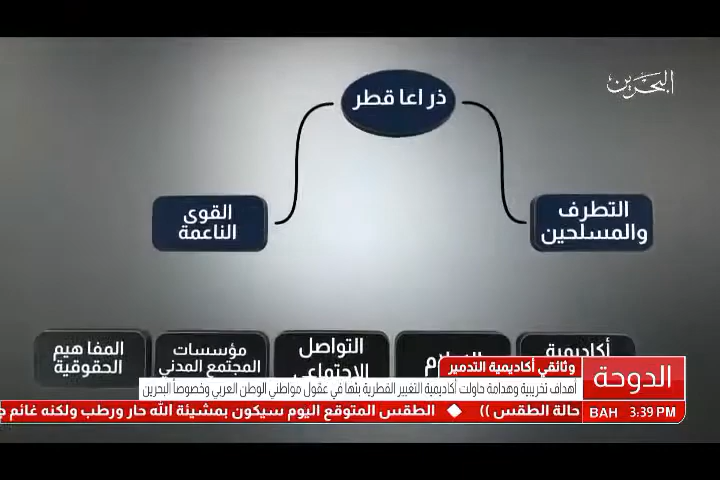 البحرين
ذراعا قطر
التطرف
والمسلحين
القوى
الناعمة
أكاديمية
التواصل
الاجتماعي
مؤسسات
المجتمع المدني
المفاهيم
الحقوقية
وثائقي أكاديمية التدمير
الدوحة
اهداف تخريبية وهدامة حاولت أكاديمية التغيير القطرية بثها في عقول مواطني الوطن العربي وخصوصاً البحرين
BAH 3:39 PM
حالة الطقس )) ◆ الطقس المتوقع اليوم سيكون بمشيئة الله حار ورطب ولكنه غائم